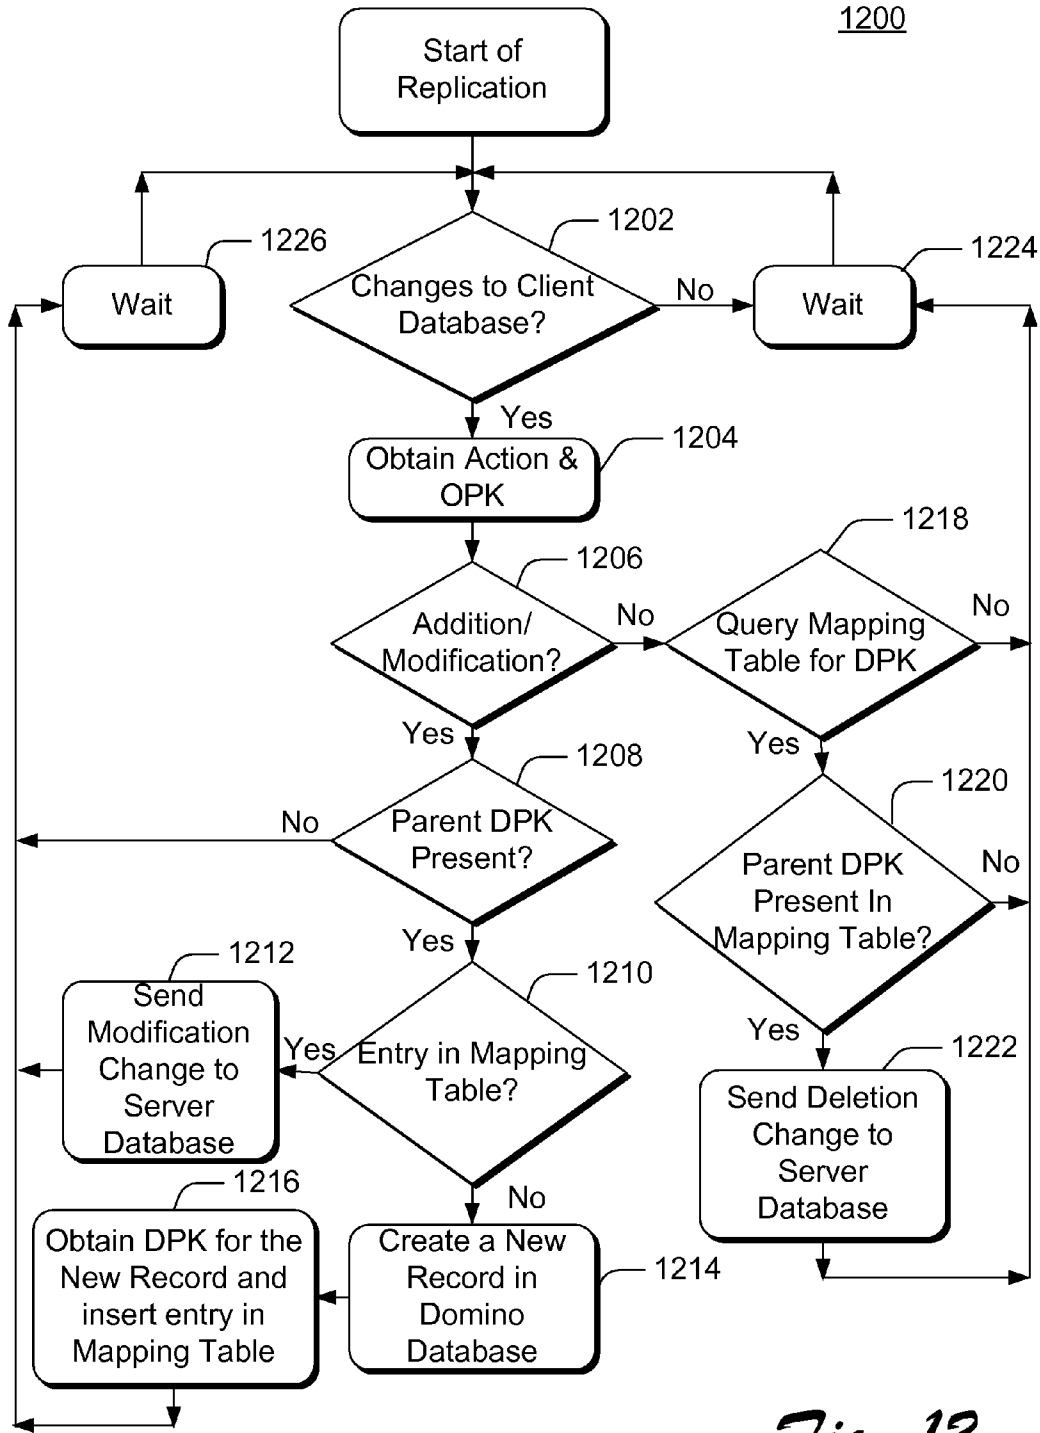 1200
Start of
Replication
1226
1202
1224
Wait
Changes to Client
Database?
No
Wait
Yes
1204
Obtain Action &
OPK
1218
1206
Addition/
Modification?
No
Query Mapping
Table for DPK
No
Yes
Yes
1208
1220
No
Parent DPK
Present?
Parent DPK
Present In
Mapping Table?
No
Yes
1212
1210
Send
Modification
Change to
Server
Database
Yes
Entry in Mapping
Table?
Yes
1222
Send Deletion
Change to
Server
Database
1216
No
Obtain DPK for the
New Record and
insert entry in
Mapping Table
Create a New
Record in
Domino
Database
1214
Fig. 12